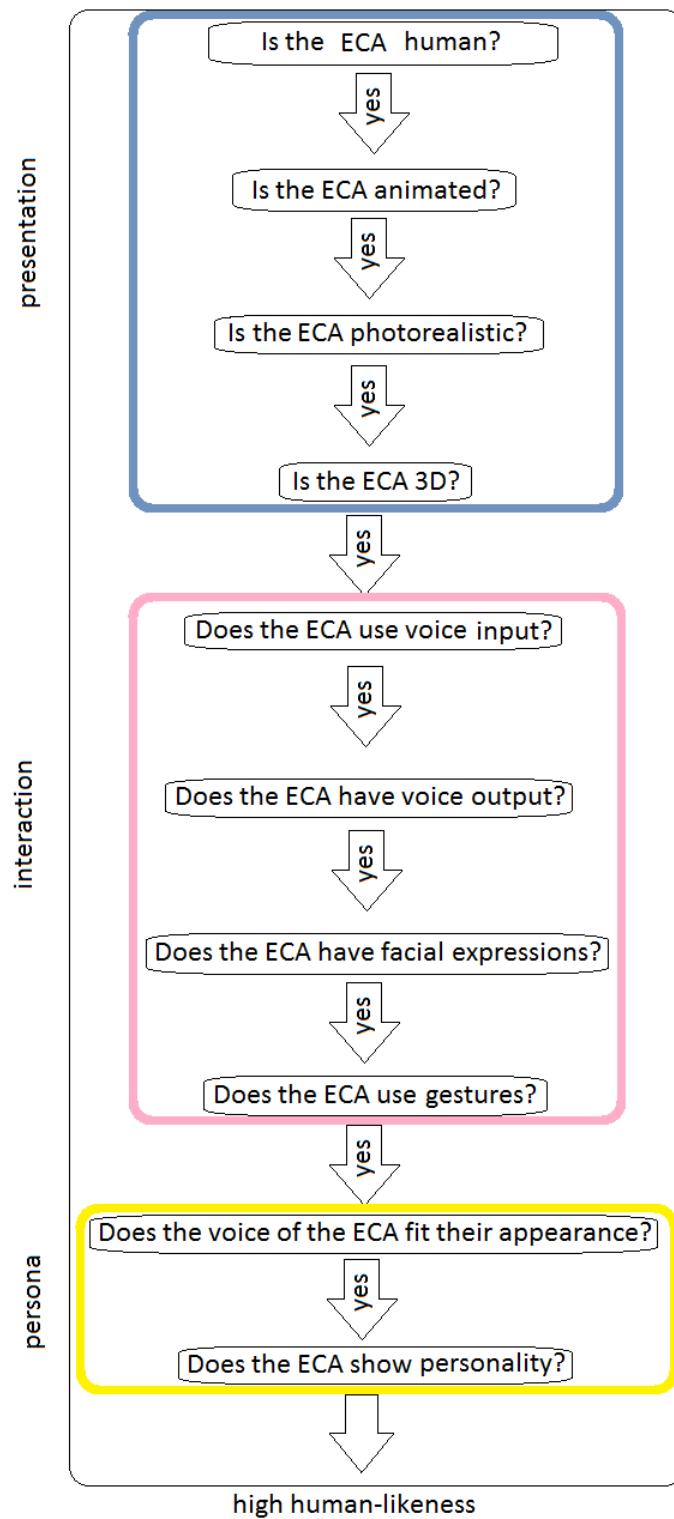 Is the ECA human?
yes
Is the ECA animated?
yes
presentation
Is the ECA photorealistic?
yes
Is the ECA 3D?
yes
Does the ECA use voice input?
yes
interaction
Does the ECA have voice output?
yes
Does the ECA have facial expressions?
yes
Does the ECA use gestures?
yes
Does the voice of the ECA fit their appearance?
persona
yes
Does the ECA show personality?
high human-likeness